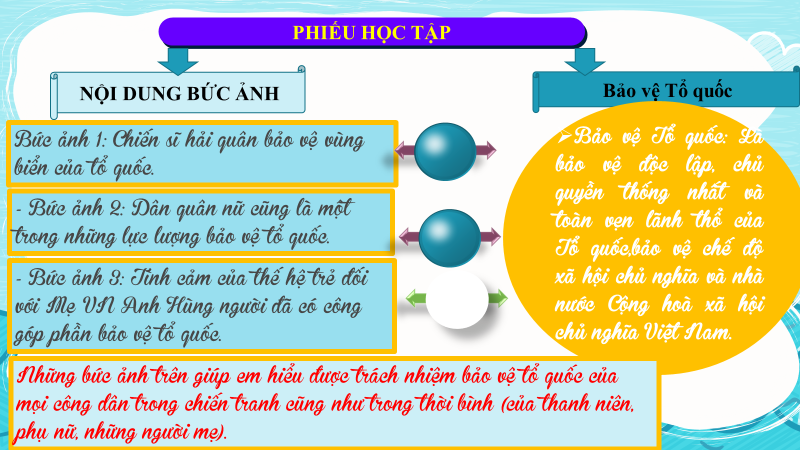 PHIẾU HỌC TẬP
NỘI DUNG BỨC ẢNH
Bức ảnh 1: Chiến sĩ hải quân bảo vệ vùng
biển của tổ quốc.
- Bức ảnh 2: Dân quân nữ cũng là một
trong những lực lượng bảo vệ tổ quốc.
- Bức ảnh 3: Tình cảm của thế hệ trẻ đối
với Mẹ VN Anh Hùng người đã có công
góp phần bảo vệ tổ quốc.
Bảo vệ Tổ quốc
➢Bảo vệ Tổ quốc: Là
bảo vệ độc lập, chủ
quyền thống nhất và
toàn vẹn lãnh thổ của
Tổ quốc,bảo vệ chế độ
xã hội chủ nghĩa và nhà
nước Cộng hoà xã hội
chủ nghĩa Việt Nam.
Những bức ảnh trên giúp em hiểu được trách nhiệm bảo vệ tổ quốc của
mọi công dân trong chiến tranh cũng như trong thời bình (của thanh niên,
phụ nữ, những người mẹ).